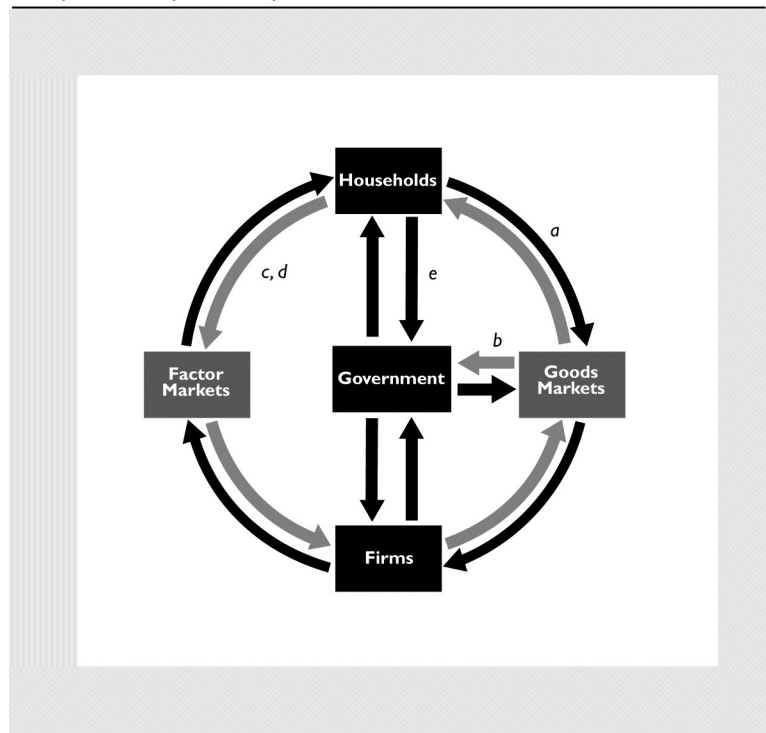 Households
a
c, d
e
b
Factor
Markets
Government
Goods
Markets
Firms